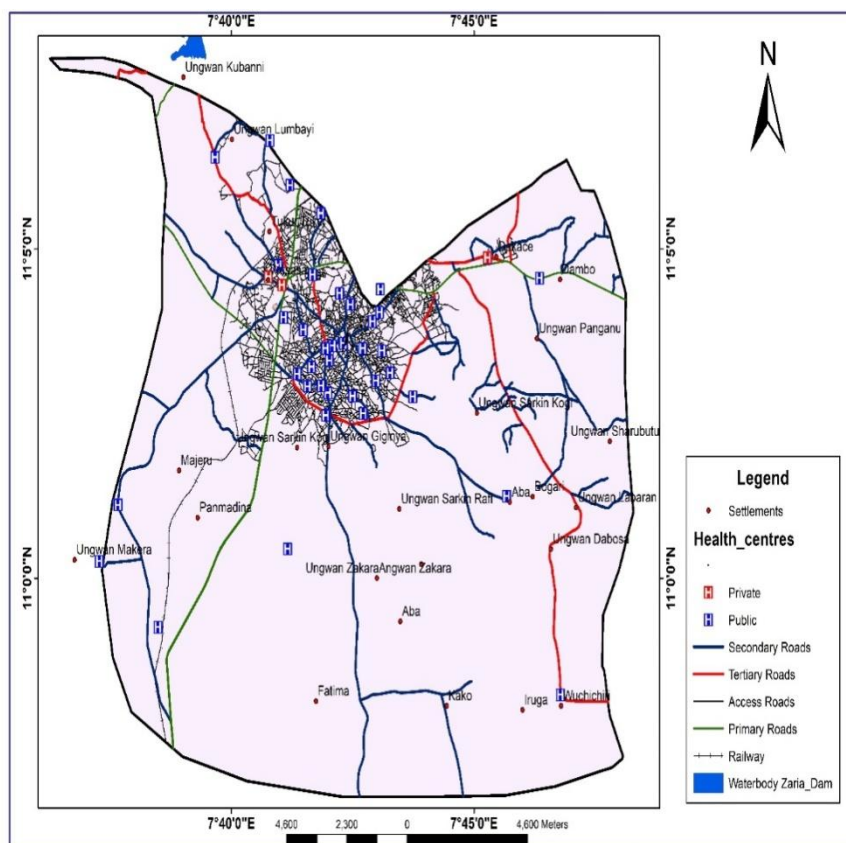 7°40'0"E 7°45'0"E
N
Ungwan Kubanni
Ungwan Lumbayi
11°5'0"N 11°5'0"N
Dambo
Ungwan Panganu
Ungwan Sarkin Kogi
Ungwan Sharubutu
Ungwan Sarkin Kogi
Ungwan Giginya
Majeru
Panmadina
Ungwan Sarkin Rafi
Aba
Bogari
Ungwan Zabaran
Ungwan Makera
Ungwan Dabosa
11°0'0"N 11°0'0"N
Ungwan Zakara
Angwan Zakara
Aba
Fatima
Kako
Iruga
Wuchichiri
Legend
Settlements
Health_centres
H Private
H Public
Secondary Roads
Tertiary Roads
Access Roads
Primary Roads
Railway
Waterbody Zaria_Dam
7°40'0"E 7°45'0"E
4,600 2,300 0 4,600 Meters